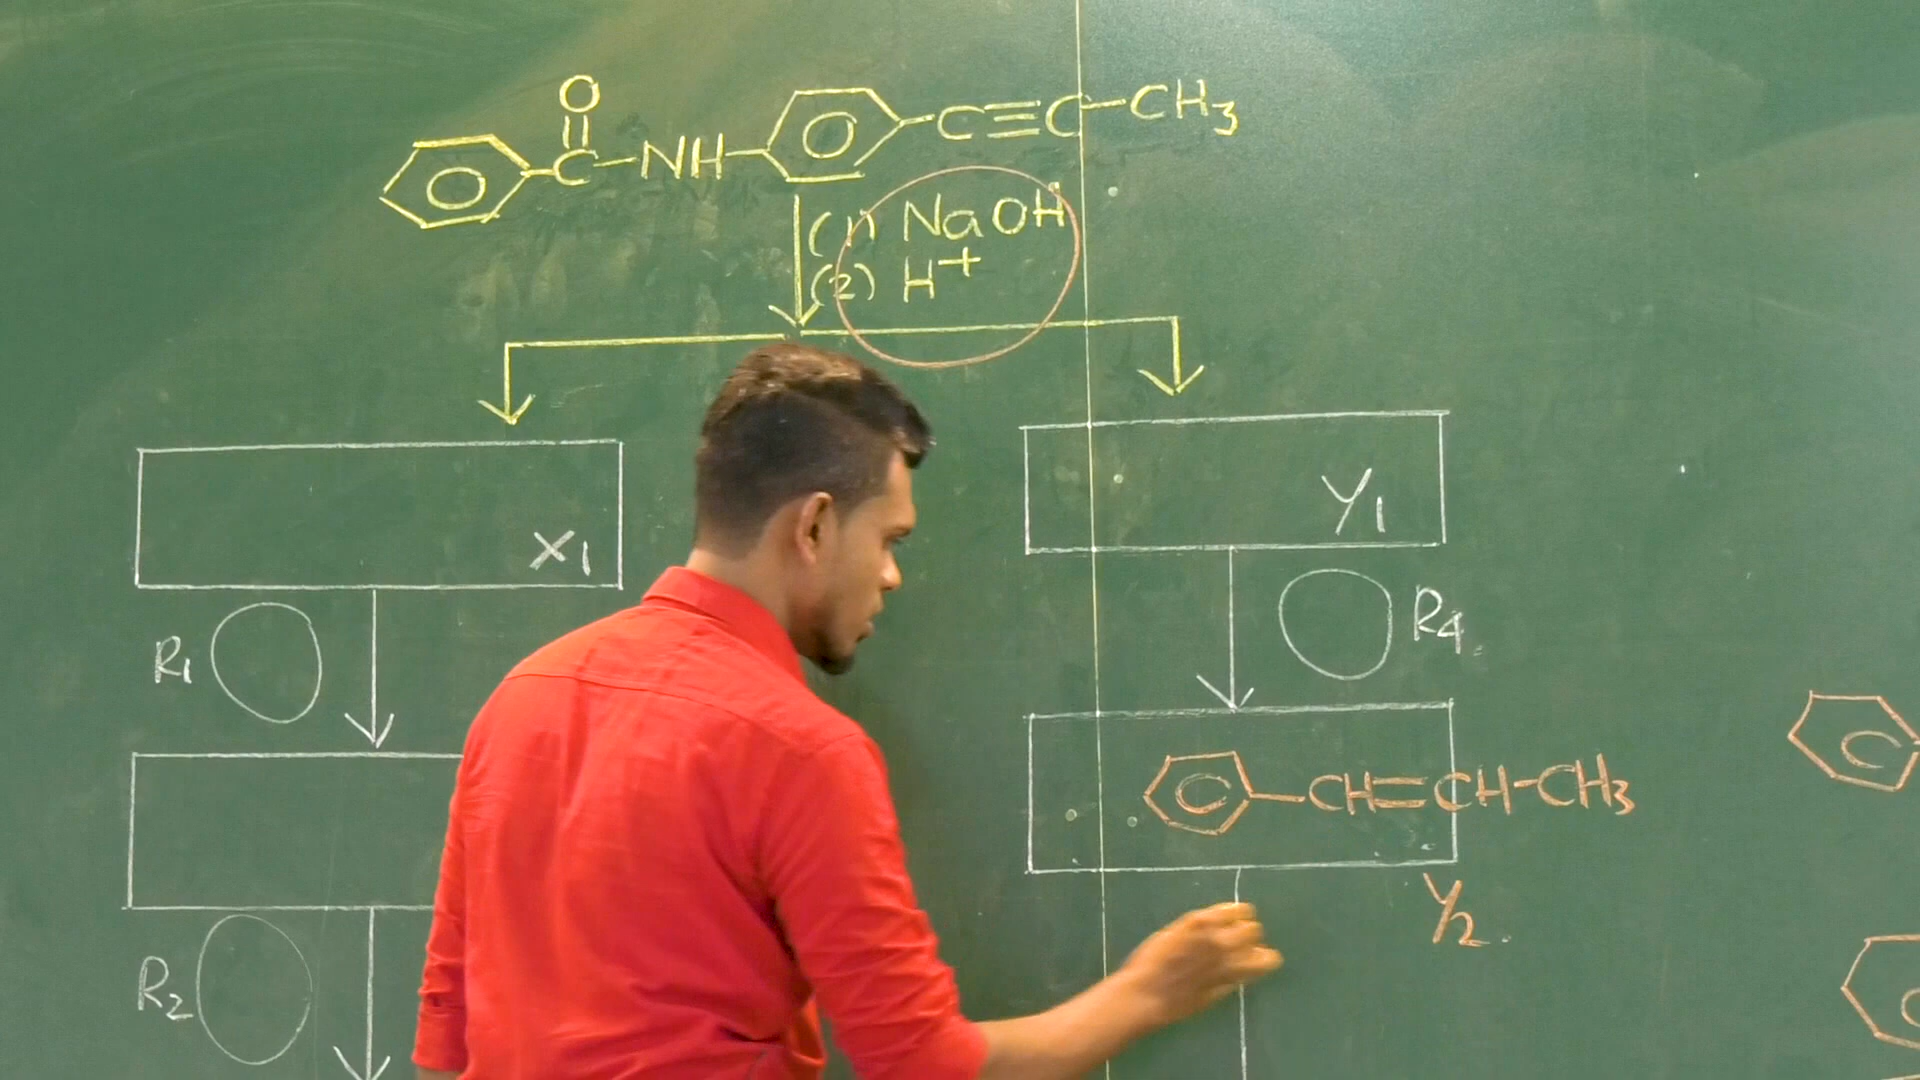 O
C-NH- -C≡C-CH3
(1) NaOH
(2) H+
X1
Y1
R1
R4
CH=CH-CH3
Y2
R2